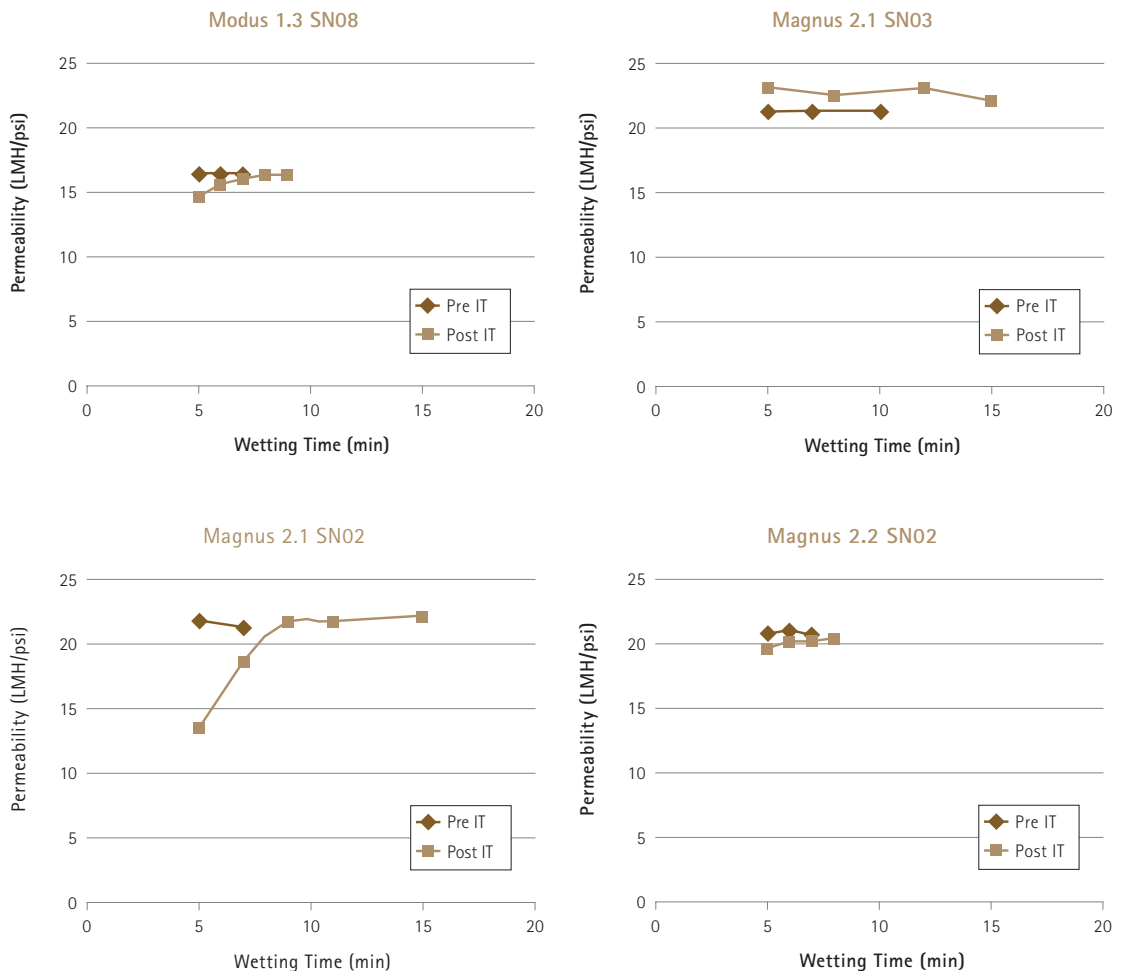 Modus 1.3 SN08
Permeability (LMH/psi)
25
20
15
10
5
0
0 5 10 15 20
Wetting Time (min)
Pre IT
Post IT
Magnus 2.1 SN03
Permeability (LMH/psi)
25
20
15
10
5
0
0 5 10 15 20
Wetting Time (min)
Pre IT
Post IT
Magnus 2.1 SN02
Permeability (LMH/psi)
25
20
15
10
5
0
0 5 10 15 20
Wetting Time (min)
Pre IT
Post IT
Magnus 2.2 SN02
Permeability (LMH/psi)
25
20
15
10
5
0
0 5 10 15 20
Wetting Time (min)
Pre IT
Post IT